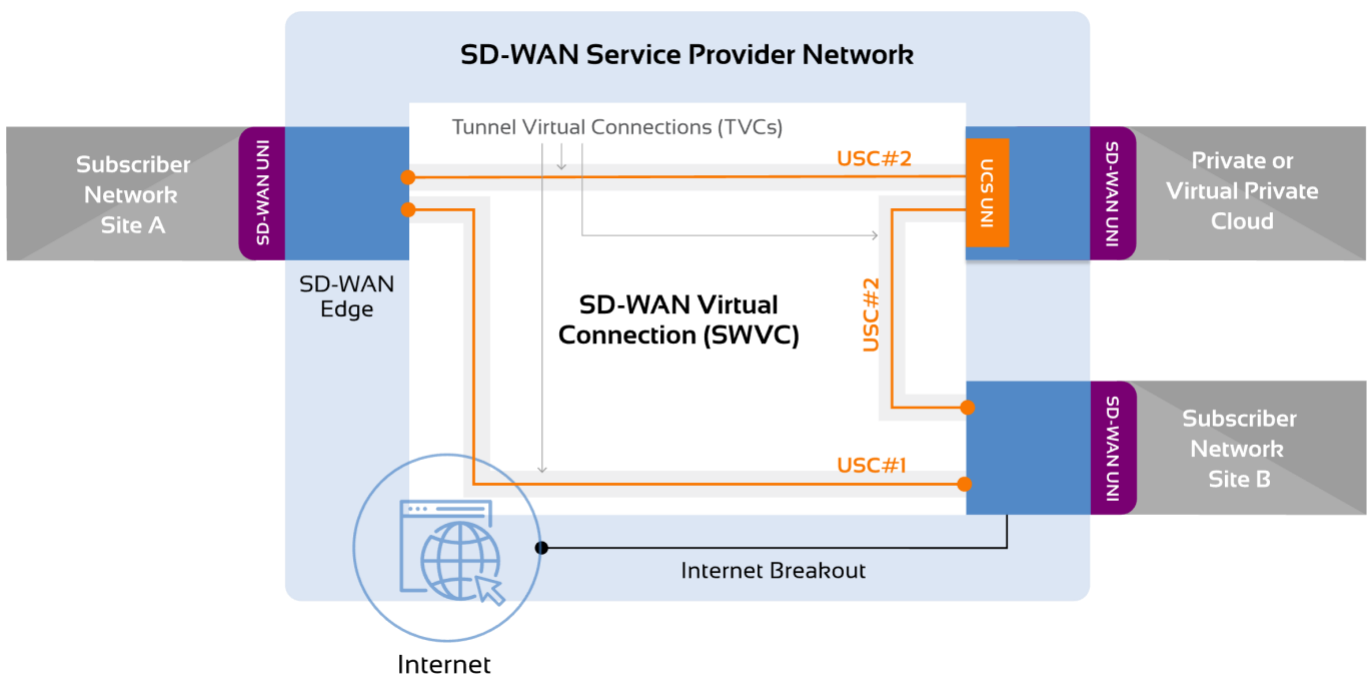 SD-WAN Service Provider Network
Tunnel Virtual Connections (TVCs)
Subscriber
Network
Site A
SD-WAN UNI
SD-WAN
Edge
USC#2
UCS UNI
SD-WAN UNI
Private or
Virtual Private
Cloud
SD-WAN Virtual
Connection (SWVC)
USC#2
USC#1
SD-WAN UNI
Subscriber
Network
Site B
Internet Breakout
Internet